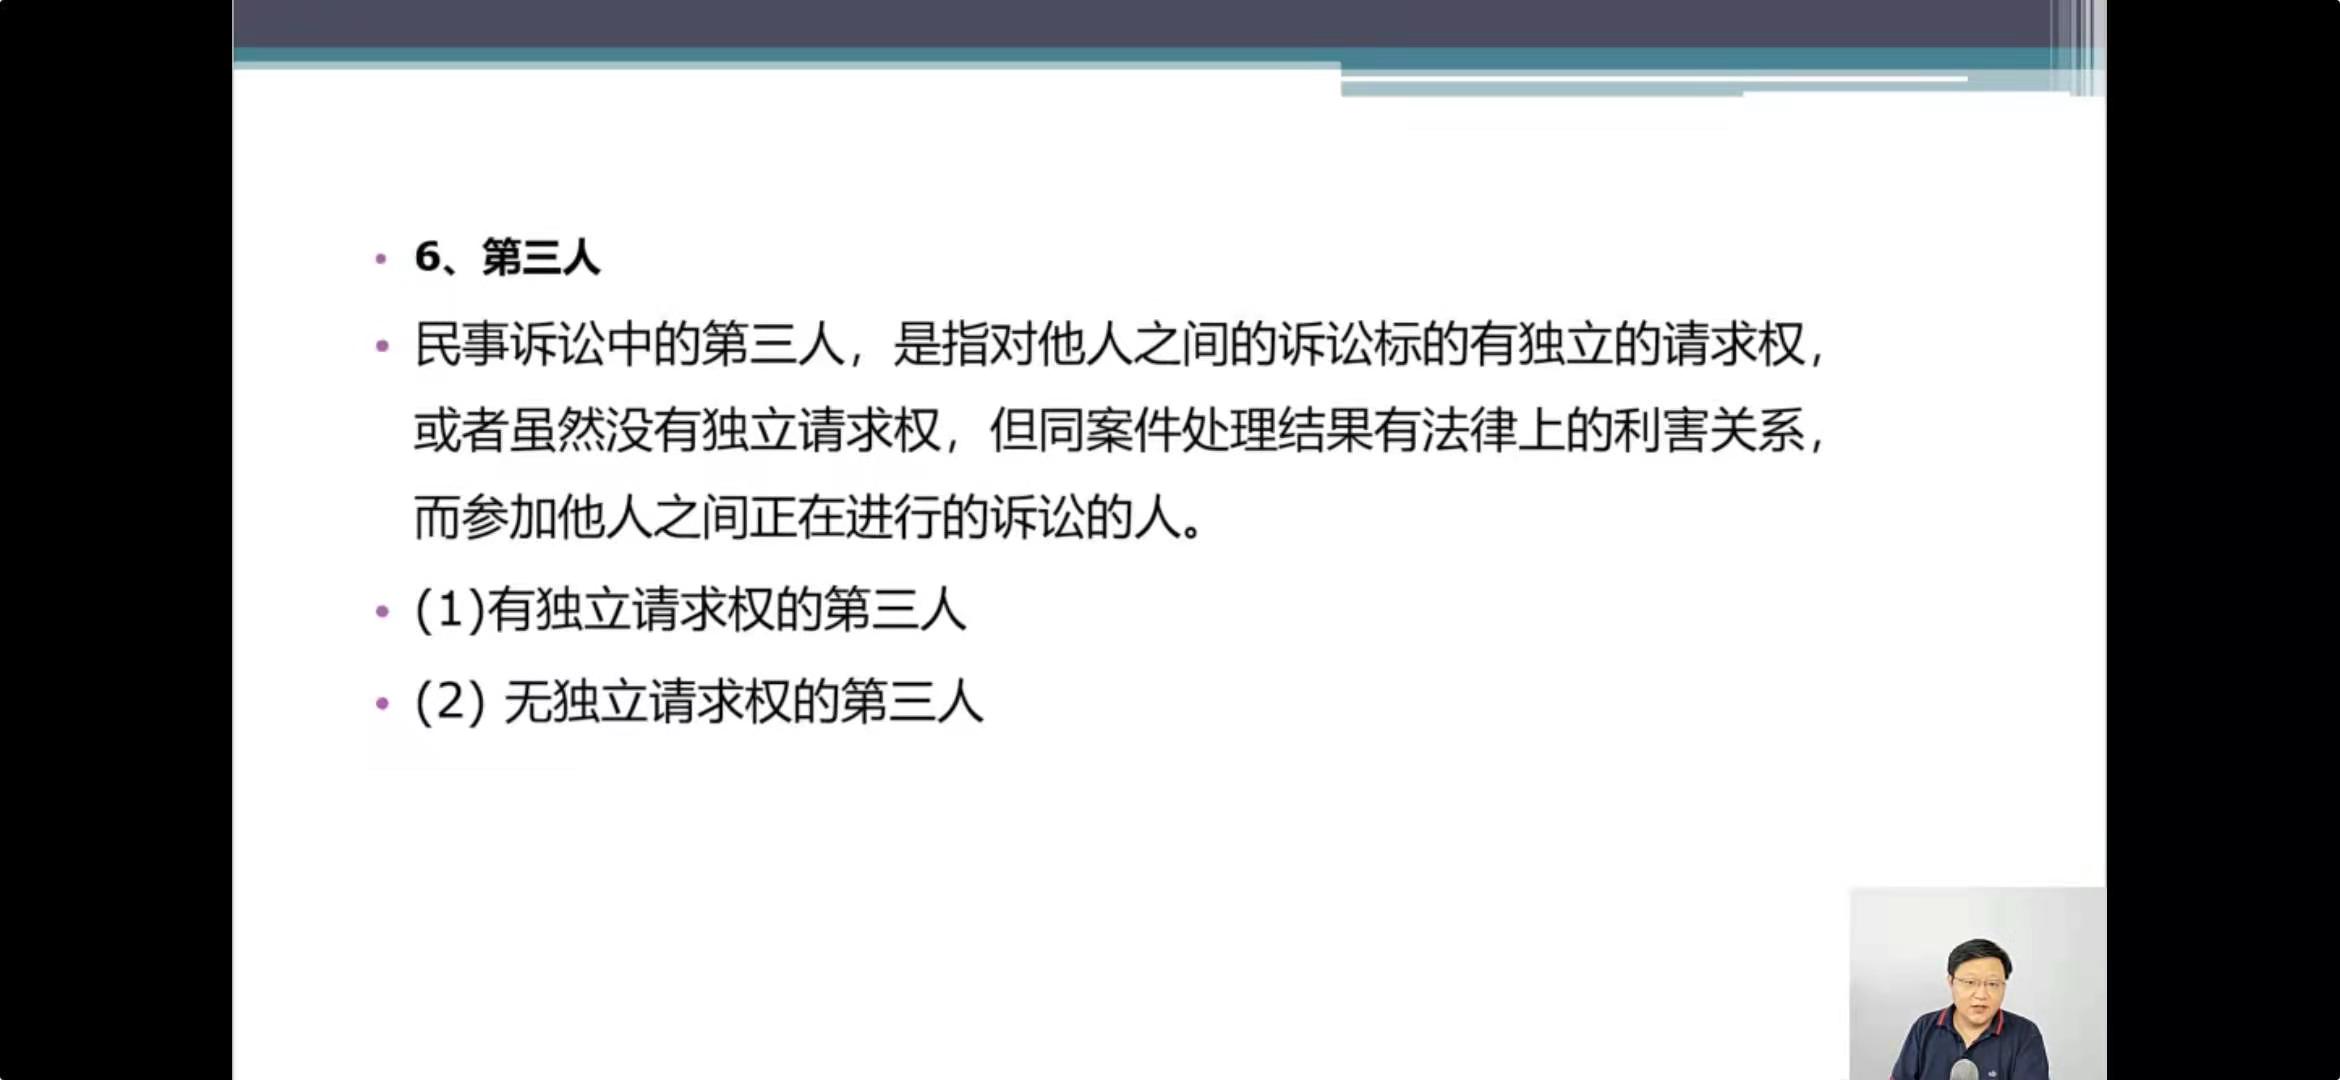 6、第三人
民事诉讼中的第三人，是指对他人之间的诉讼标的有独立的请求权，
或者虽然没有独立请求权，但同案件处理结果有法律上的利害关系，
而参加他人之间正在进行的诉讼的人。
(1)有独立请求权的第三人
(2) 无独立请求权的第三人